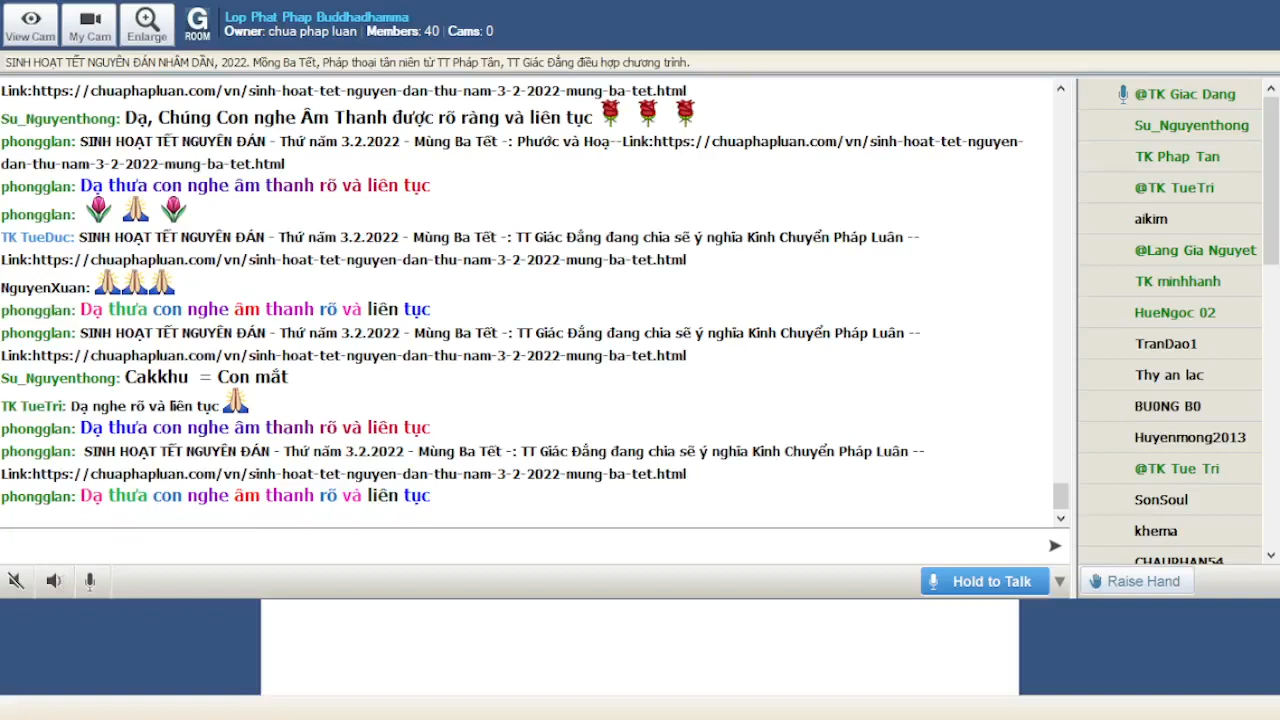 View Cam
My Cam
Enlarge
G
ROOM
Lop Phat Phap Buddhadhamma
Owner: chua phap luan | Members: 40 | Cams: 0
SINH HOẠT TẾT NGUYÊN ĐÁN NHÂM DẦN, 2022. Mồng Ba Tết, Pháp thoại tân niên từ TT Pháp Tân, TT Giác Đẳng điều hợp chương trình.
Link:https://chuaphapluan.com/vn/sinh-hoat-tet-nguyen-dan-thu-nam-3-2-2022-mung-ba-tet.html
Su_Nguyenthong: Dạ, Chúng Con nghe Âm Thanh được rõ ràng và liên tục
phongglan: SINH HOẠT TẾT NGUYÊN ĐÁN - Thứ năm 3.2.2022 - Mùng Ba Tết -: Phước và Hoạ--Link:https://chuaphapluan.com/vn/sinh-hoat-tet-nguyen-
dan-thu-nam-3-2-2022-mung-ba-tet.html
phongglan: Dạ thưa con nghe âm thanh rõ và liên tục
phongglan:
TK TueDuc: SINH HOẠT TẾT NGUYÊN ĐÁN - Thứ năm 3.2.2022 - Mùng Ba Tết -: TT Giác Đẳng đang chia sẽ ý nghĩa Kinh Chuyển Pháp Luân --
Link:https://chuaphapluan.com/vn/sinh-hoat-tet-nguyen-dan-thu-nam-3-2-2022-mung-ba-tet.html
NguyenXuan:
phongglan: Dạ thưa con nghe âm thanh rõ và liên tục
phongglan: SINH HOẠT TẾT NGUYÊN ĐÁN - Thứ năm 3.2.2022 - Mùng Ba Tết -: TT Giác Đẳng đang chia sẽ ý nghĩa Kinh Chuyển Pháp Luân --
Link:https://chuaphapluan.com/vn/sinh-hoat-tet-nguyen-dan-thu-nam-3-2-2022-mung-ba-tet.html
Su_Nguyenthong: Cakkhu = Con mắt
TK TueTri: Dạ nghe rõ và liên tục
phongglan: Dạ thưa con nghe âm thanh rõ và liên tục
phongglan: SINH HOẠT TẾT NGUYÊN ĐÁN - Thứ năm 3.2.2022 - Mùng Ba Tết -: TT Giác Đẳng đang chia sẽ ý nghĩa Kinh Chuyển Pháp Luân --
Link:https://chuaphapluan.com/vn/sinh-hoat-tet-nguyen-dan-thu-nam-3-2-2022-mung-ba-tet.html
phongglan: Dạ thưa con nghe âm thanh rõ và liên tục
Hold to Talk
@TK Giac Dang
Su_Nguyenthong
TK Phap Tan
@TK TueTri
aikim
@Lang Gia Nguyet
TK minhhanh
HueNgoc 02
TranDao1
Thy an lac
BU0NG B0
Huyenmong2013
@TK Tue Tri
SonSoul
khema
CHAUPHAN54
Raise Hand